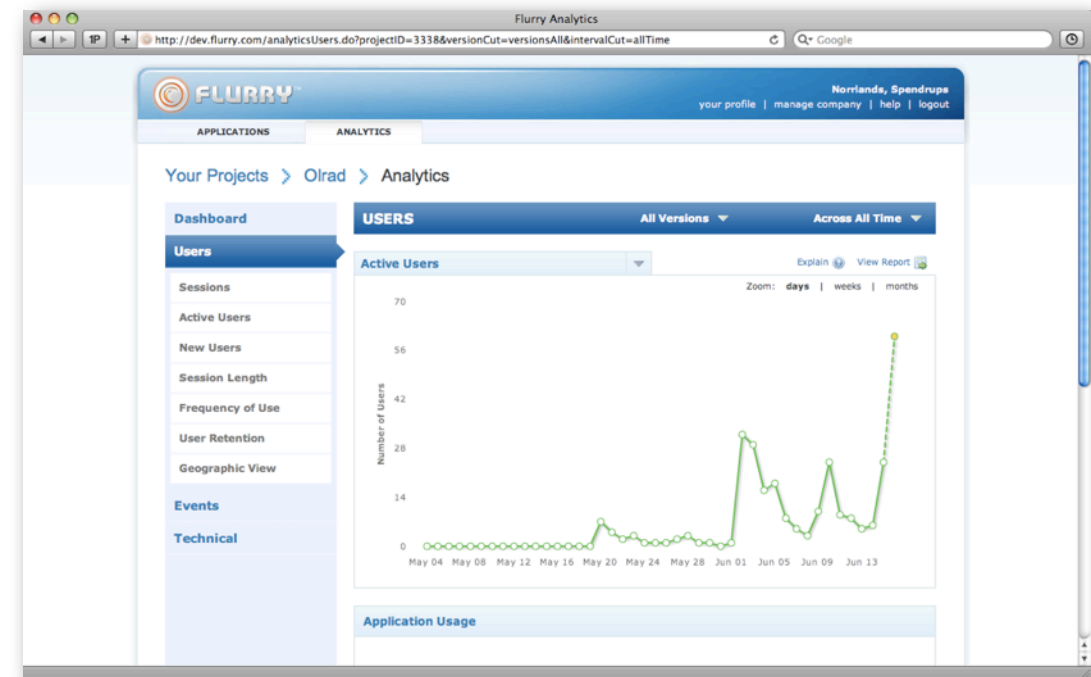 Flurry Analytics
1P + http://dev.flurry.com/analyticsUsers.do?projectID=3338&versionCut=versionsAll&intervalCut=allTime Google
FLURRY
Norrlands, Spendrups
your profile | manage company | help | logout
APPLICATIONS ANALYTICS
Your Projects > Olrad > Analytics
Dashboard
Users
Sessions
Active Users
New Users
Session Length
Frequency of Use
User Retention
Geographic View
Events
Technical
USERS All Versions Across All Time
Active Users Explain View Report
Zoom: days | weeks | months
Number of Users
70
56
42
28
14
0
May 04 May 08 May 12 May 16 May 20 May 24 May 28 Jun 01 Jun 05 Jun 09 Jun 13
Application Usage